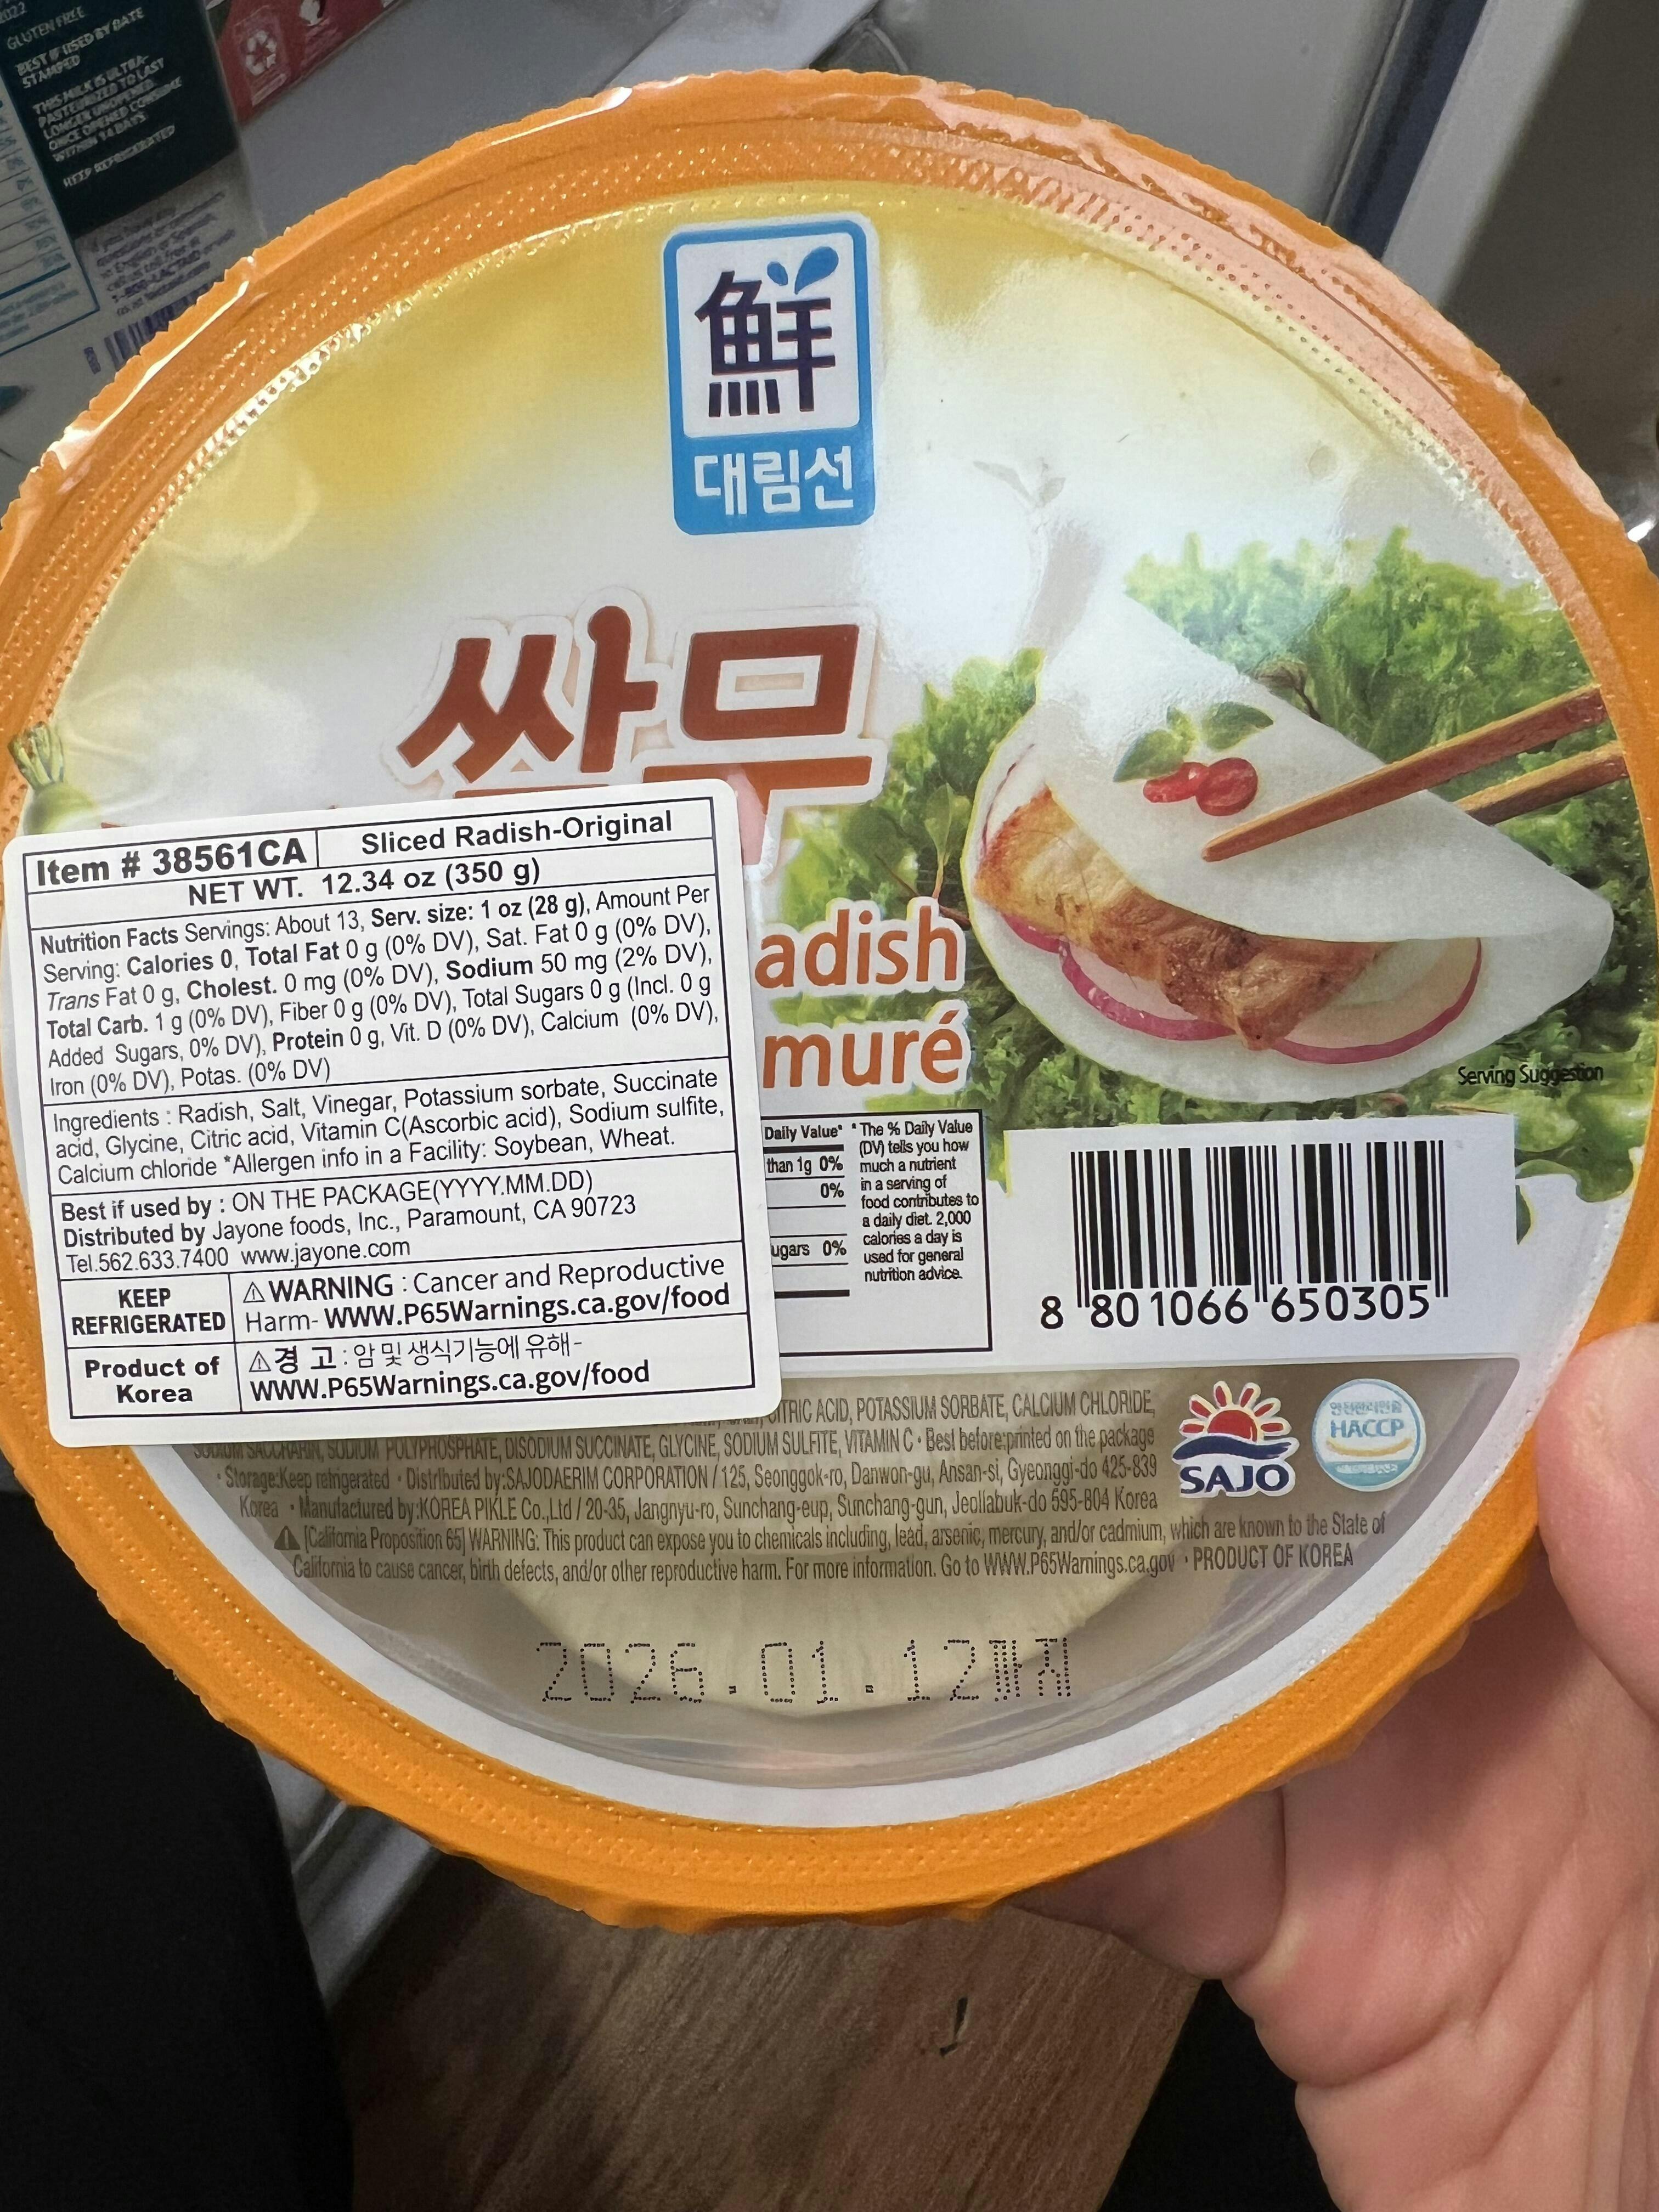 2022
GLUTEN FREE
BEST IF USED BY DATE
STAMPED
THIS MILK IS ULTRA-
PASTEURIZED TO LAST
LONGER UNOPENED.
ONCE OPENED CONSUME
WITHIN 14 DAYS
KEEP REFRIGERATED
鮮
대림선
쌈무
adish
muré
Serving Suggestion
Item # 38561CA
Sliced Radish-Original
NET WT. 12.34 oz (350 g)
Nutrition Facts Servings: About 13, Serv. size: 1 oz (28 g), Amount Per
Serving: Calories 0, Total Fat 0 g (0% DV), Sat. Fat 0 g (0% DV),
Trans Fat 0 g, Cholest. 0 mg (0% DV), Sodium 50 mg (2% DV),
Total Carb. 1 g (0% DV), Fiber 0 g (0% DV), Total Sugars 0 g (Incl. 0 g
Added Sugars, 0% DV), Protein 0 g, Vit. D (0% DV), Calcium (0% DV),
Iron (0% DV), Potas. (0% DV)
Ingredients : Radish, Salt, Vinegar, Potassium sorbate, Succinate
acid, Glycine, Citric acid, Vitamin C(Ascorbic acid), Sodium sulfite,
Calcium chloride *Allergen info in a Facility: Soybean, Wheat.
Best if used by : ON THE PACKAGE(YYYY.MM.DD)
Distributed by Jayone foods, Inc., Paramount, CA 90723
Tel.562.633.7400 www.jayone.com
KEEP
REFRIGERATED
⚠WARNING : Cancer and Reproductive
Harm- WWW.P65Warnings.ca.gov/food
Product of
Korea
⚠경 고 : 암 및 생식기능에 유해-
WWW.P65Warnings.ca.gov/food
Daily Value*
than 1g 0%
0%
ugars 0%
* The % Daily Value
(DV) tells you how
much a nutrient
in a serving of
food contributes to
a daily diet. 2,000
calories a day is
used for general
nutrition advice.
8 801066 650305
CITRIC ACID, POTASSIUM SORBATE, CALCIUM CHLORIDE,
SODIUM SACCHARIN, SODIUM POLYPHOSPHATE, DISODIUM SUCCINATE, GLYCINE, SODIUM SULFITE, VITAMIN C • Best before:printed on the package
• Storage:Keep refrigerated • Distributed by:SAJODAERIM CORPORATION / 125, Seonggok-ro, Danwon-gu, Ansan-si, Gyeonggi-do 425-839
Korea • Manufactured by:KOREA PIKLE Co.,Ltd / 20-35, Jangnyu-ro, Sunchang-eup, Sunchang-gun, Jeollabuk-do 595-804 Korea
⚠ [California Proposition 65] WARNING: This product can expose you to chemicals including, lead, arsenic, mercury, and/or cadmium, which are known to the State of
California to cause cancer, birth defects, and/or other reproductive harm. For more information. Go to WWW.P65Warnings.ca.gov • PRODUCT OF KOREA
SAJO
안전관리인증
HACCP
2026.01.12까지